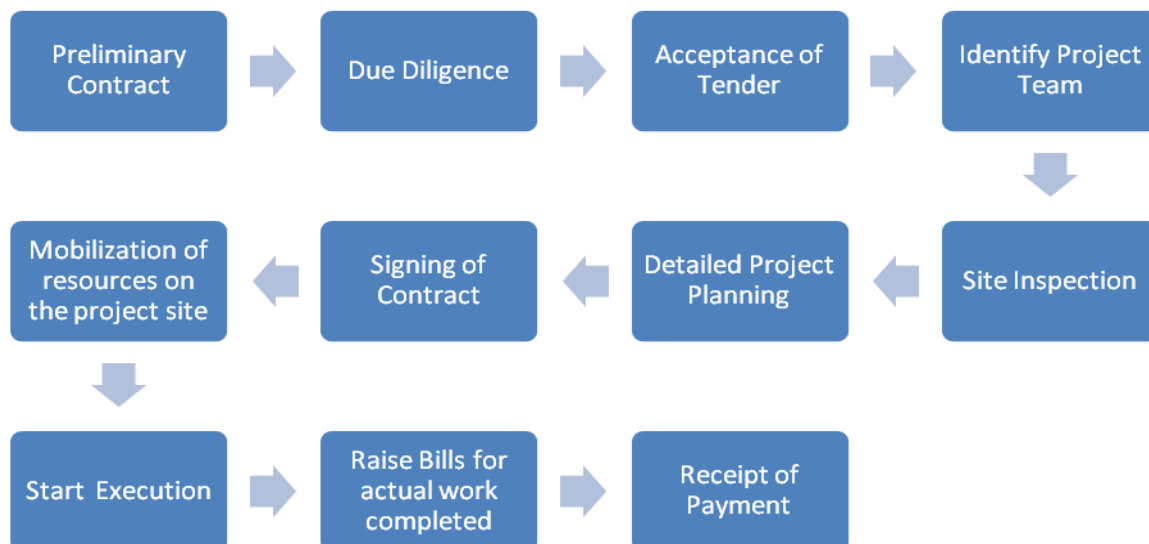 Preliminary
Contract
Due Diligence
Acceptance of
Tender
Identify Project
Team
Site Inspection
Detailed Project
Planning
Signing of
Contract
Mobilization of
resources on
the project site
Start Execution
Raise Bills for
actual work
completed
Receipt of
Payment